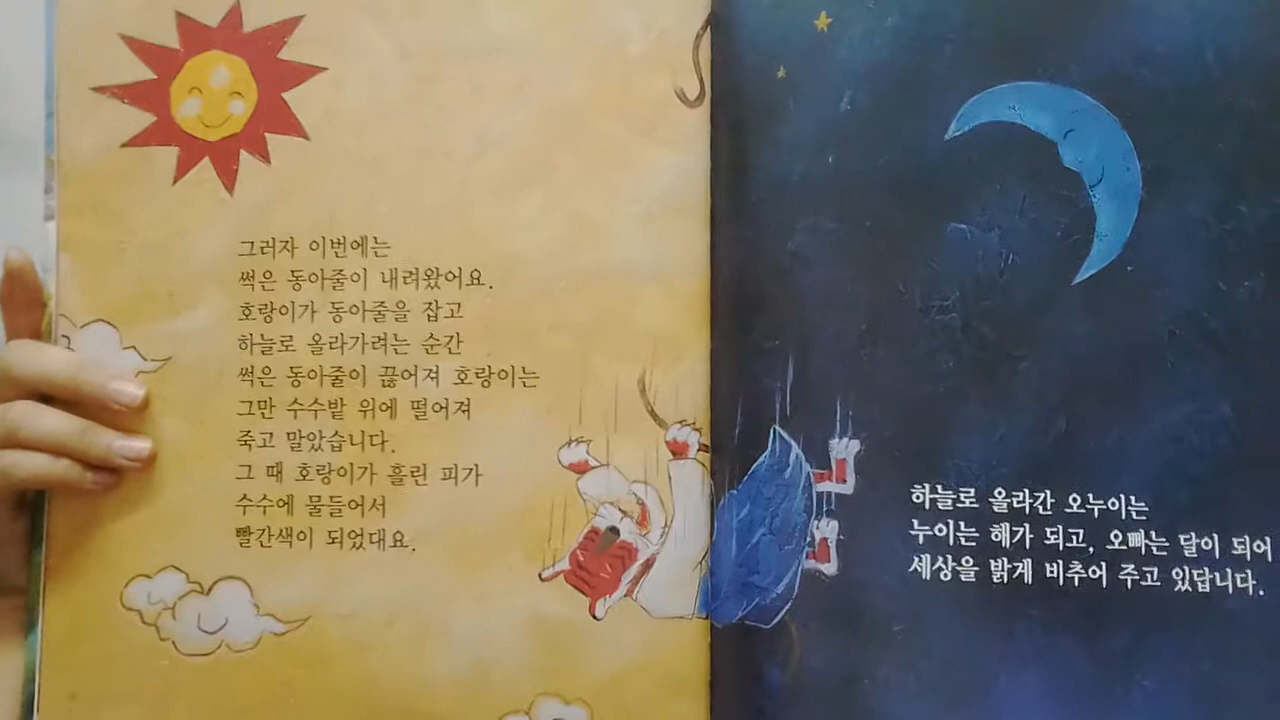 그러자 이번에는
썩은 동아줄이 내려왔어요.
호랑이가 동아줄을 잡고
하늘로 올라가려는 순간
썩은 동아줄이 끊어져 호랑이는
그만 수수밭 위에 떨어져
죽고 말았습니다.
그 때 호랑이가 흘린 피가
수수에 물들어서
빨간색이 되었대요.
하늘로 올라간 오누이는
누이는 해가 되고, 오빠는 달이 되어
세상을 밝게 비추어 주고 있답니다.